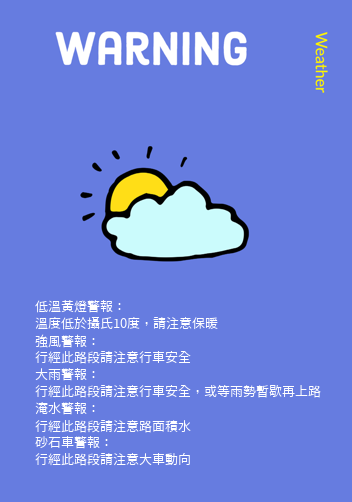 WARNING
Weather
低溫黃燈警報：
溫度低於攝氏10度，請注意保暖
強風警報：
行經此路段請注意行車安全
大雨警報：
行經此路段請注意行車安全，或等雨勢暫歇再上路
淹水警報：
行經此路段請注意路面積水
砂石車警報：
行經此路段請注意大車動向